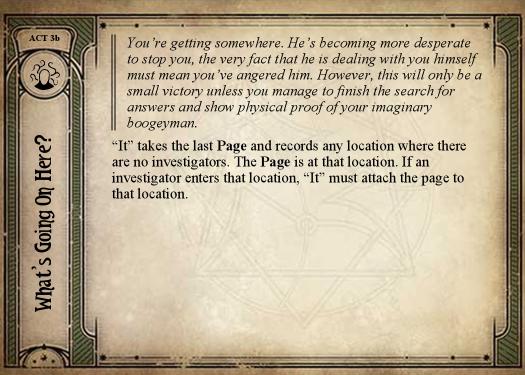 ACT 3b
What's Going On Here?
You're getting somewhere. He's becoming more desperate
to stop you, the very fact that he is dealing with you himself
must mean you've angered him. However, this will only be a
small victory unless you manage to finish the search for
answers and show physical proof of your imaginary
boogeyman.
“It” takes the last Page and records any location where there
are no investigators. The Page is at that location. If an
investigator enters that location, “It” must attach the page to
that location.